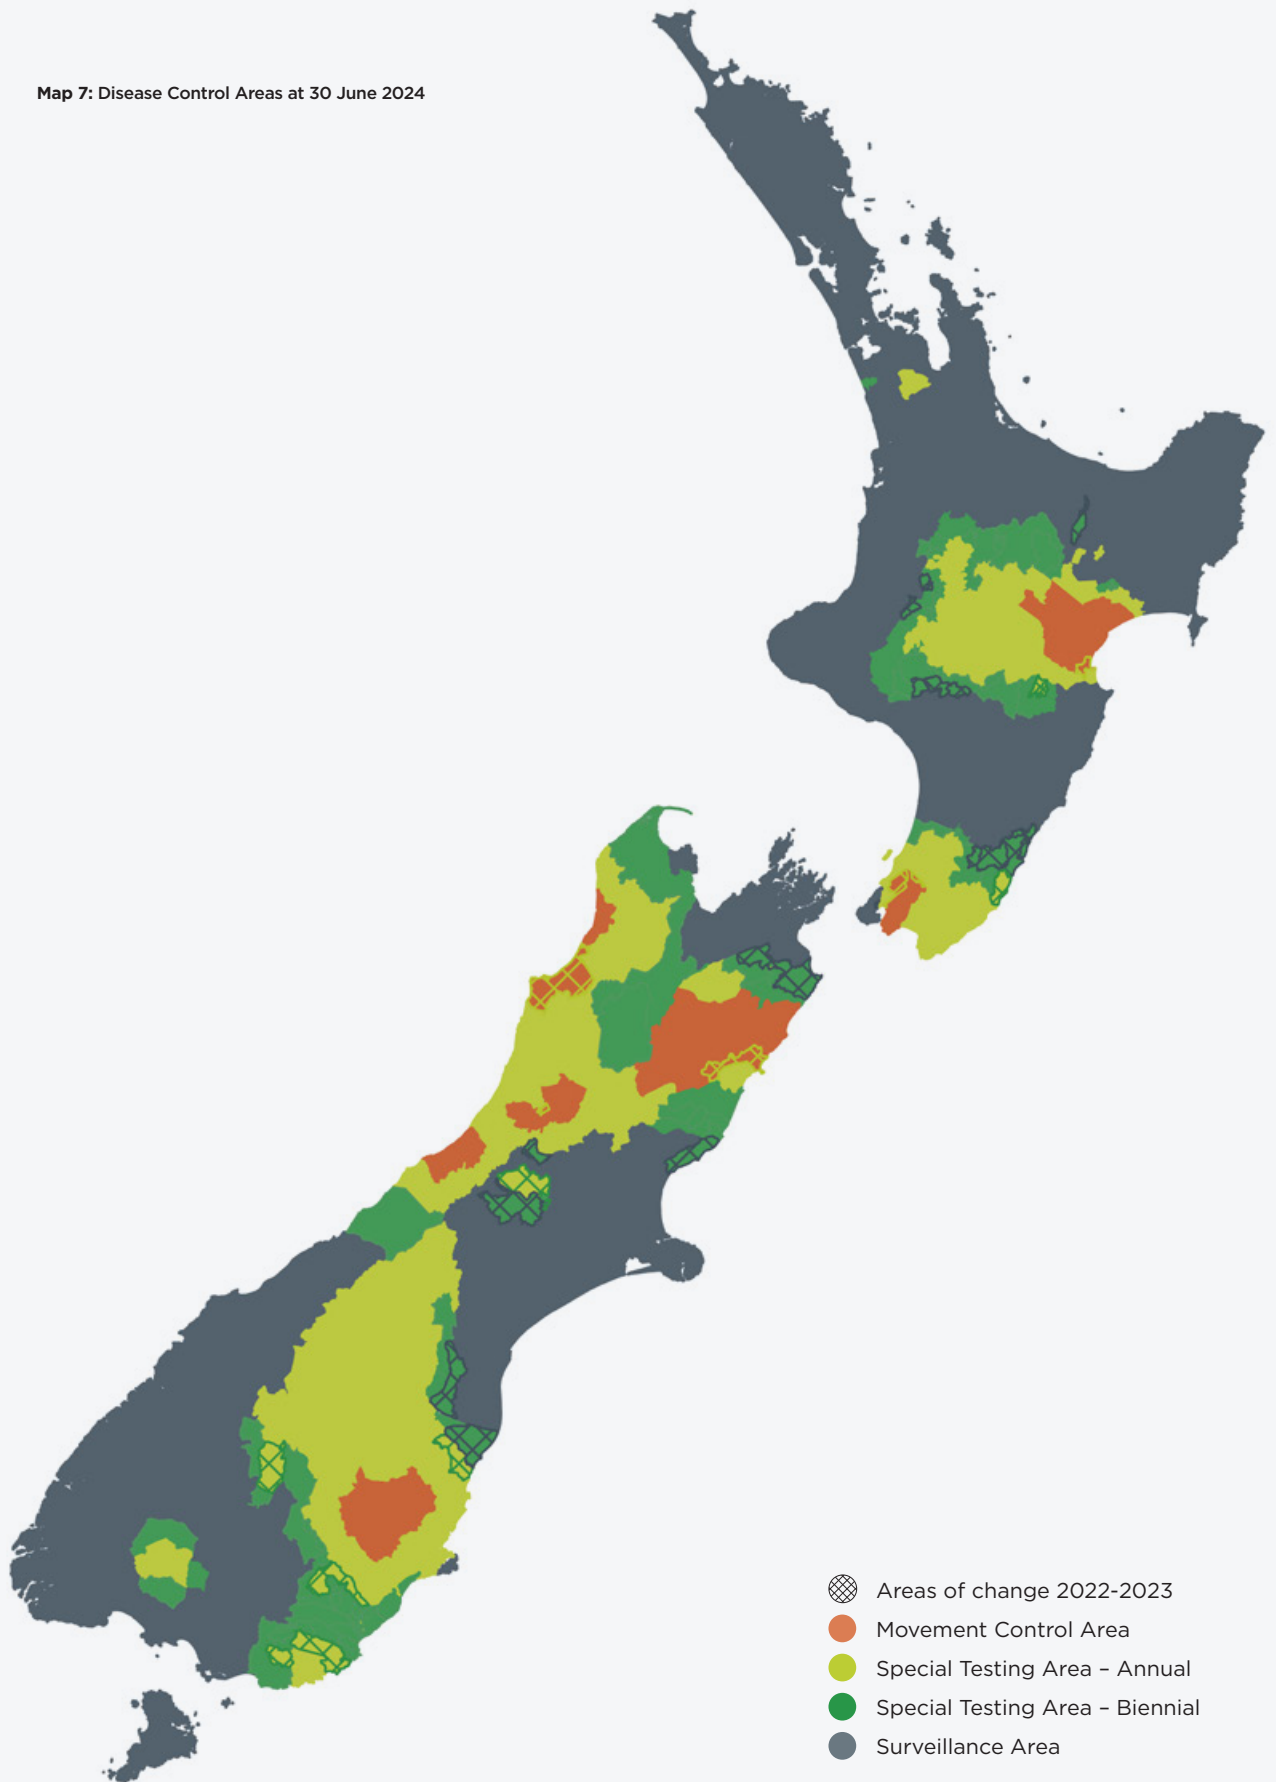 Map 7: Disease Control Areas at 30 June 2024
Areas of change 2022-2023
Movement Control Area
Special Testing Area – Annual
Special Testing Area – Biennial
Surveillance Area